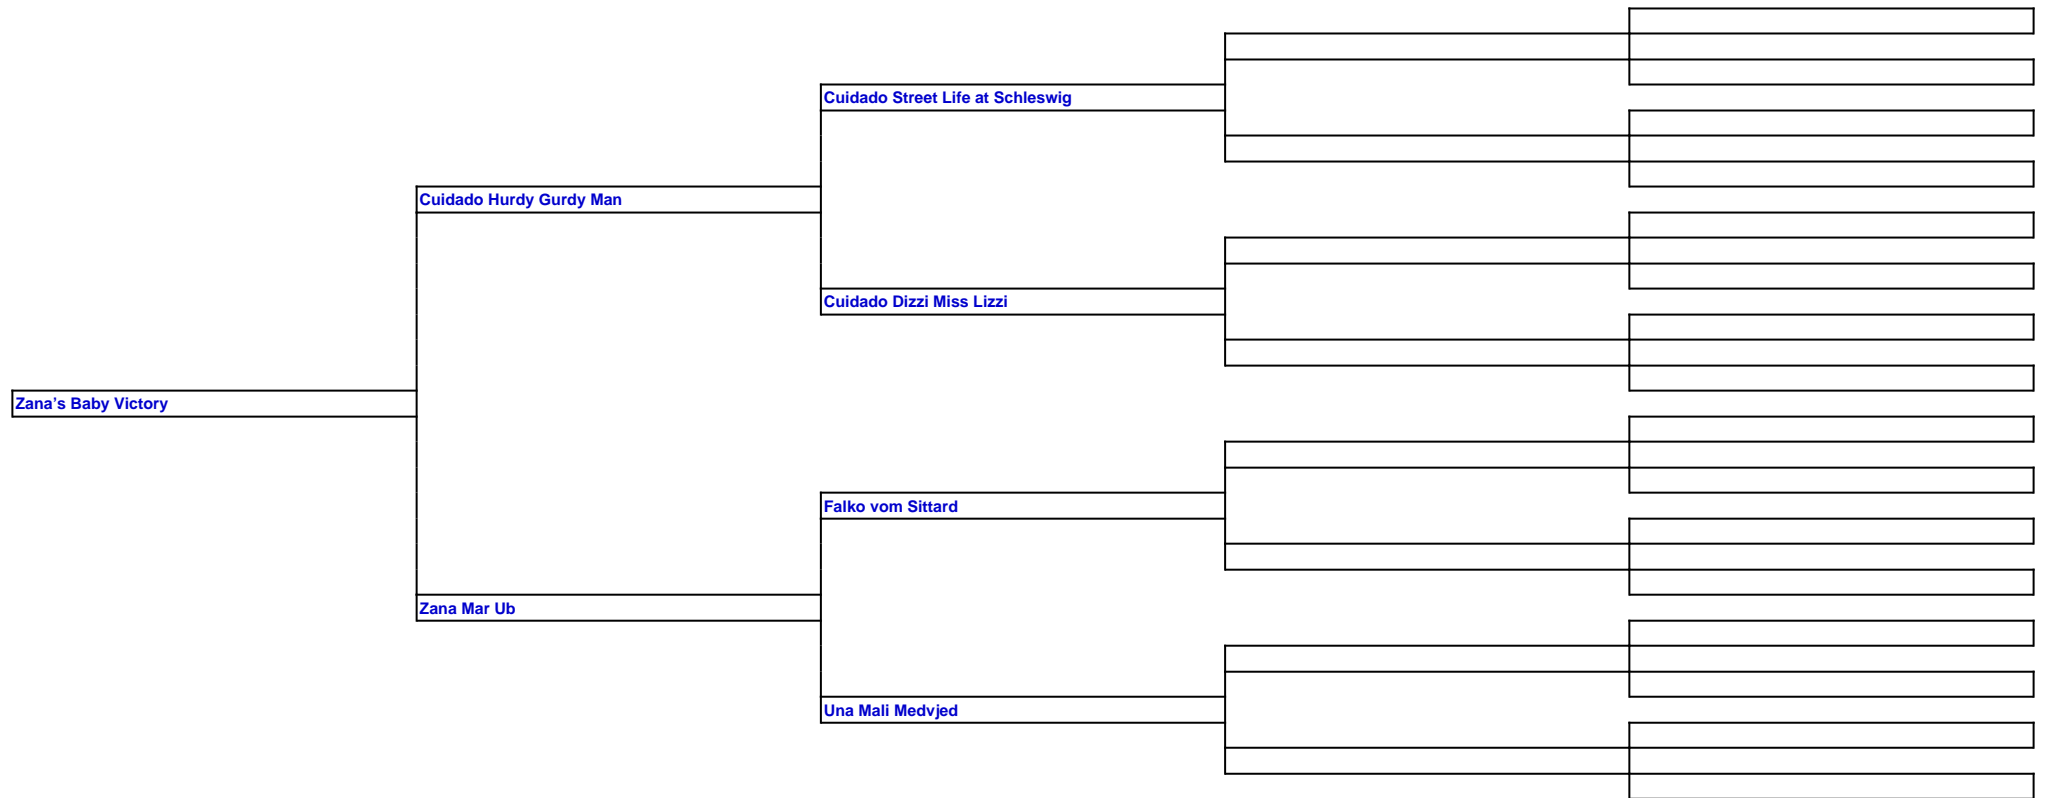 Cuidado Street Life at Schleswig
Cuidado Hurdy Gurdy Man
Cuidado Dizzi Miss Lizzi
Zana’s Baby Victory
Falko vom Sittard
Zana Mar Ub
Una Mali Medvjed